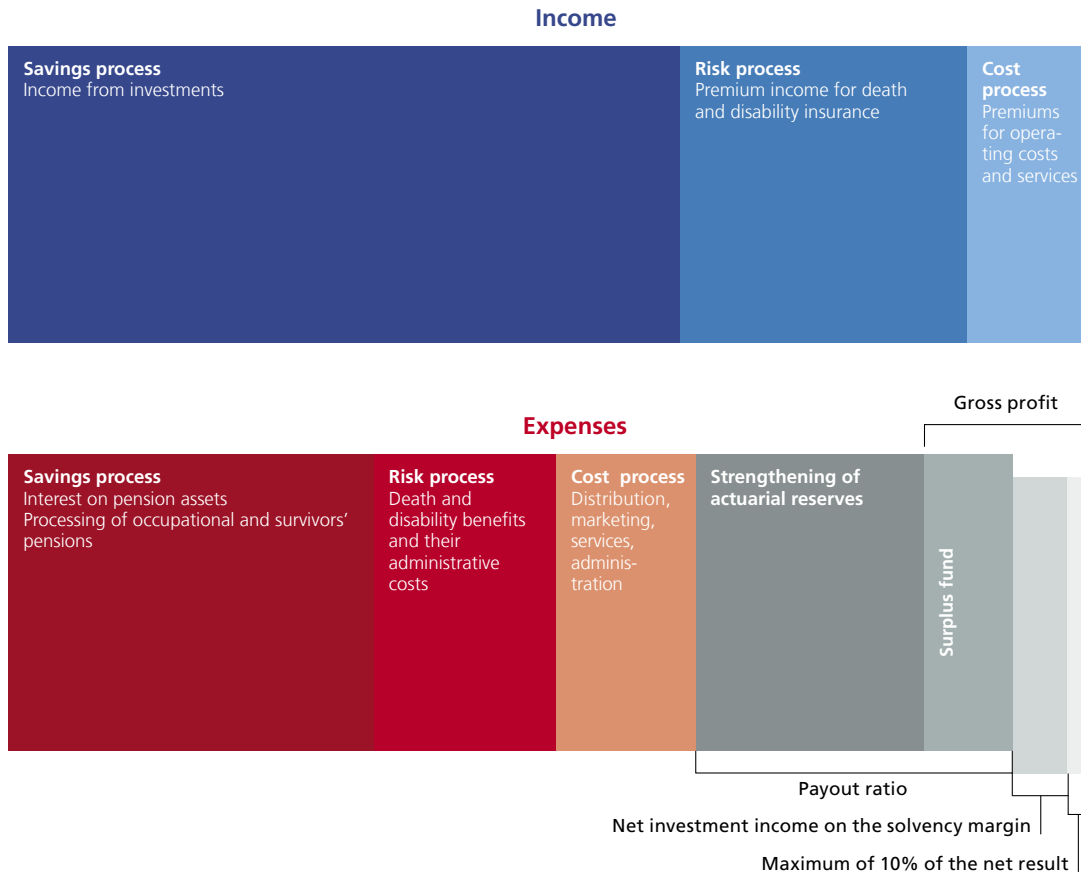 Income
Savings process
Income from investments
Risk process
Premium income for death
and disability insurance
Cost
process
Premiums
for opera-
ting costs
and services
Gross profit
Expenses
Savings process
Interest on pension assets
Processing of occupational and survivors’
pensions
Risk process
Death and
disability benefits
and their
administrative
costs
Cost process
Distribution,
marketing,
services,
adminis-
tration
Strengthening of
actuarial reserves
Surplus fund
Payout ratio
Net investment income on the solvency margin
Maximum of 10% of the net result